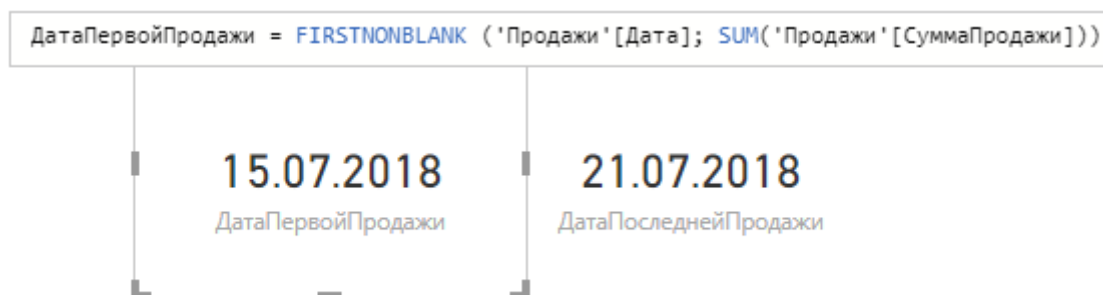 ДатаПервойПродажи = FIRSTNONBLANK ('Продажи'[Дата]; SUM('Продажи'[СуммаПродажи]))
15.07.2018 21.07.2018
ДатаПервойПродажи ДатаПоследнейПродажи